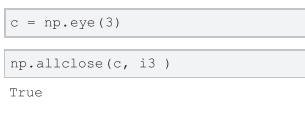 c = np.eye(3)
np.allclose(c, i3 )
True